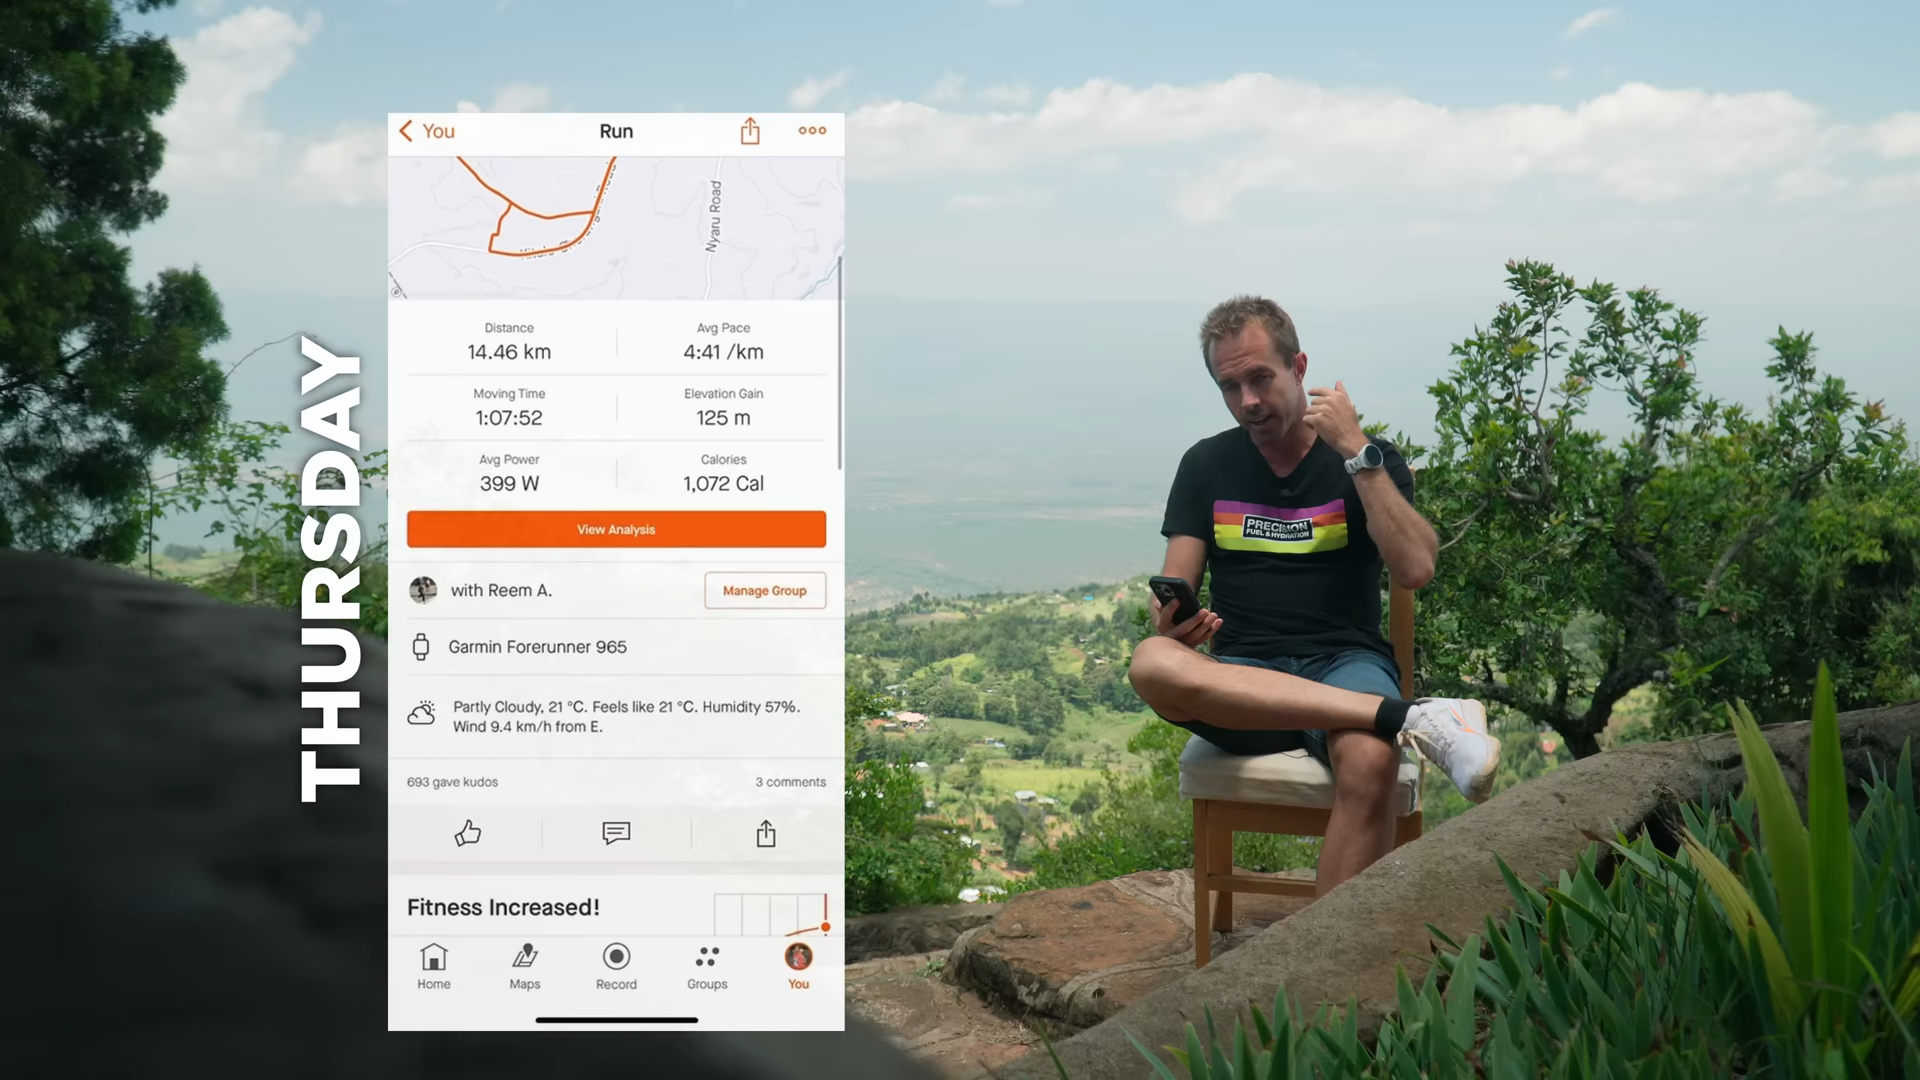 THURSDAY
You
Run
Nyaru Road
Distance
14.46 km
Avg Pace
4:41 /km
Moving Time
1:07:52
Elevation Gain
125 m
Avg Power
399 W
Calories
1,072 Cal
View Analysis
with Reem A.
Manage Group
Garmin Forerunner 965
Partly Cloudy, 21 °C. Feels like 21 °C. Humidity 57%.
Wind 9.4 km/h from E.
693 gave kudos
3 comments
Fitness Increased!
Home
Maps
Record
Groups
You
PRECISION
FUEL & HYDRATION